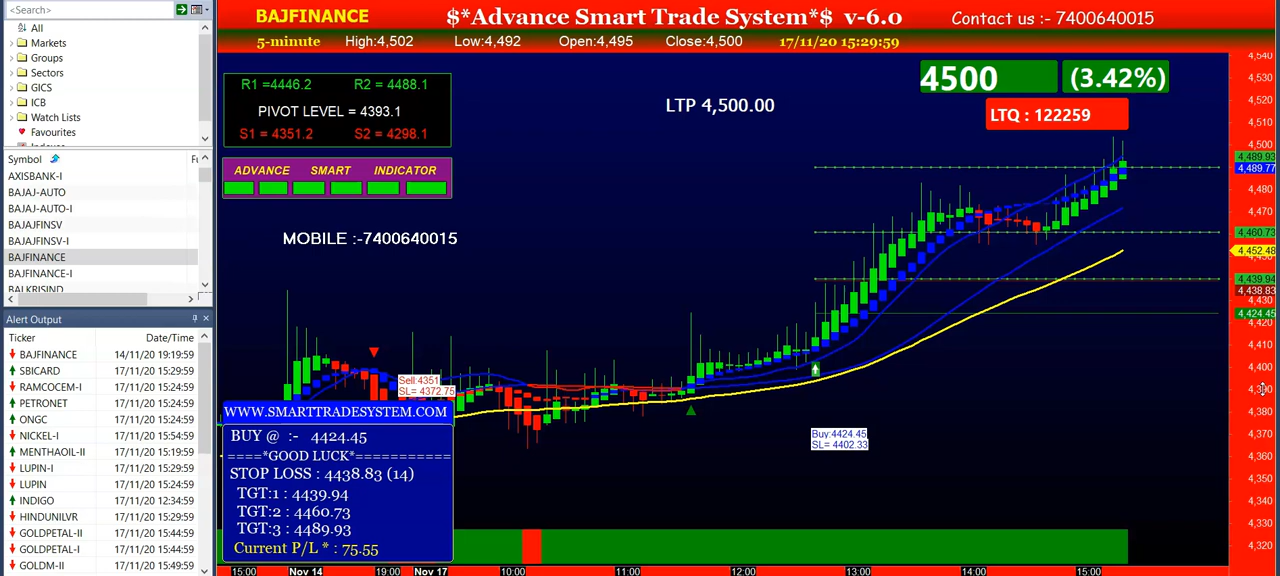 <Search>
All
Markets
Groups
Sectors
GICS
ICB
Watch Lists
Favourites
Symbol
AXISBANK-I
BAJAJ-AUTO
BAJAJ-AUTO-I
BAJAJFINSV
BAJAJFINSV-I
BAJFINANCE
BAJFINANCE-I
BALKRISIND
Alert Output
Ticker Date/Time
BAJFINANCE 14/11/20 19:19:59
SBICARD 17/11/20 15:29:59
RAMCOCEM-I 17/11/20 15:24:59
PETRONET 17/11/20 15:24:59
ONGC 17/11/20 15:24:59
NICKEL-I 17/11/20 15:54:59
MENTHAOIL-II 17/11/20 15:19:59
LUPIN-I 17/11/20 15:29:59
LUPIN 17/11/20 15:24:59
INDIGO 17/11/20 12:34:59
HINDUNILVR 17/11/20 15:29:59
GOLDPETAL-II 17/11/20 15:44:59
GOLDPETAL-I 17/11/20 15:44:59
GOLDM-II 17/11/20 15:49:59
BAJFINANCE $*Advance Smart Trade System*$ v-6.0 Contact us :- 7400640015
5-minute High:4,502 Low:4,492 Open:4,495 Close:4,500 17/11/20 15:29:59
R1 =4446.2 R2 = 4488.1
PIVOT LEVEL = 4393.1
S1 = 4351.2 S2 = 4298.1
ADVANCE SMART INDICATOR
MOBILE :-7400640015
LTP 4,500.00
4500 (3.42%)
LTQ : 122259
Sell:4351
SL= 4372.75
Buy:4424.45
SL= 4402.33
WWW.SMARTTRADESYSTEM.COM
BUY @ :- 4424.45
====*GOOD LUCK*===========
STOP LOSS : 4438.83 (14)
TGT:1 : 4439.94
TGT:2 : 4460.73
TGT:3 : 4489.93
Current P/L * : 75.55
4,540
4,530
4,520
4,510
4,500
4,489.93
4,489.77
4,480
4,470
4,460.73
4,452.48
4,439.94
4,438.83
4,430
4,424.45
4,420
4,410
4,400
4,390
4,380
4,370
4,360
4,350
4,340
4,330
4,320
15:00 Nov 14 19:00 Nov 17 10:00 11:00 12:00 13:00 14:00 15:00